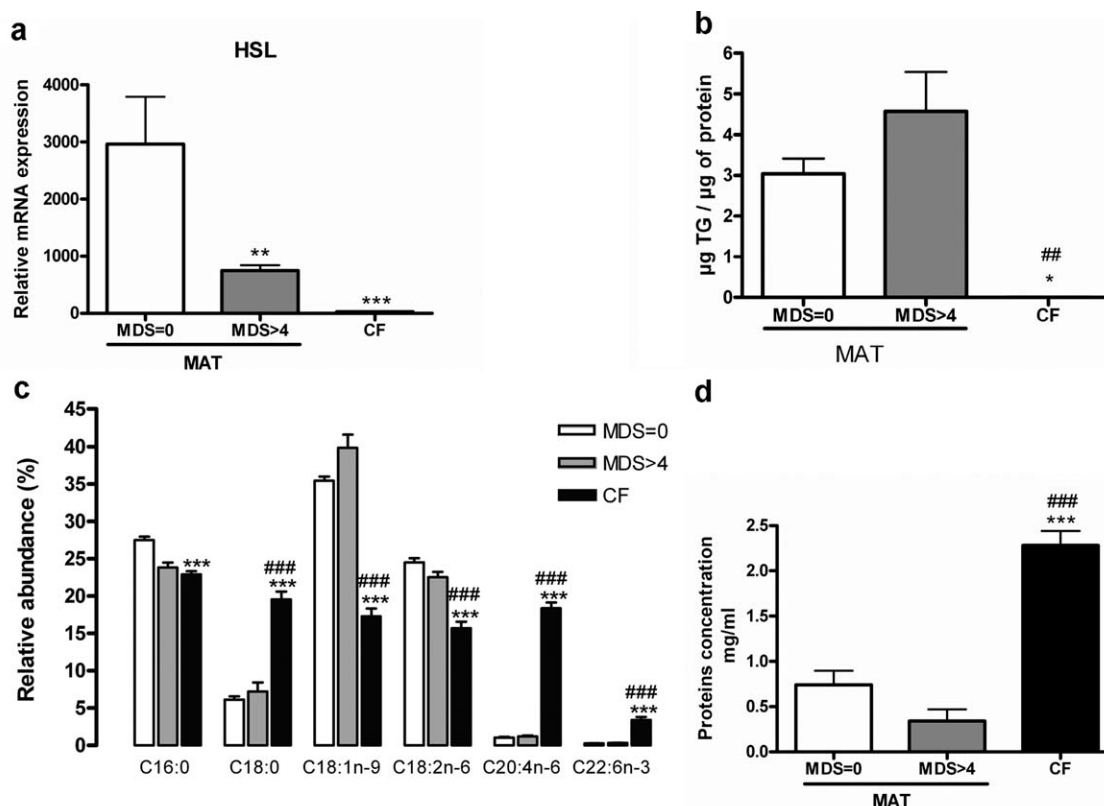 a
HSL
Relative mRNA expression
4000
3000
2000
1000
0
**
***
MDS=0 MDS>4 CF
MAT
b
µg TG / µg of protein
6
5
4
3
2
1
0
##
*
MDS=0 MDS>4 CF
MAT
c
Relative abundance (%)
45
40
35
30
25
20
15
10
5
0
MDS=0
MDS>4
CF
***
###
***
###
***
###
***
###
***
###
***
C16:0 C18:0 C18:1n-9 C18:2n-6 C20:4n-6 C22:6n-3
d
Proteins concentration
mg/ml
2.5
2.0
1.5
1.0
0.5
0.0
###
***
MDS=0 MDS>4 CF
MAT